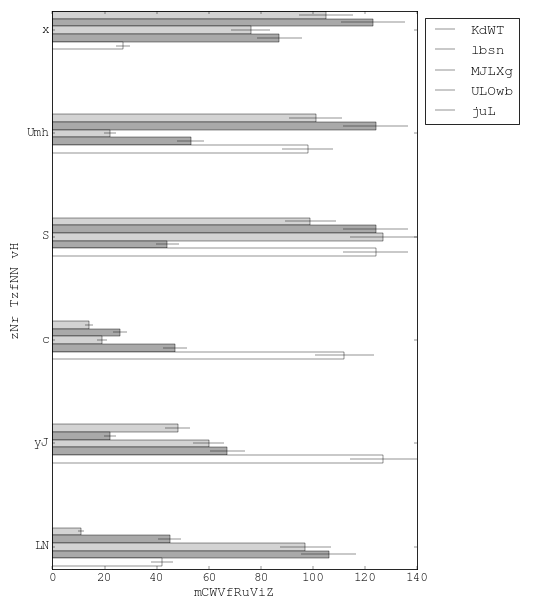 x
Umh
S
c
yJ
LN
zNr TzfNN vH
0 20 40 60 80 100 120 140
mCWVfRuViZ
KdWT
lbsn
MJLXg
ULOwb
juL